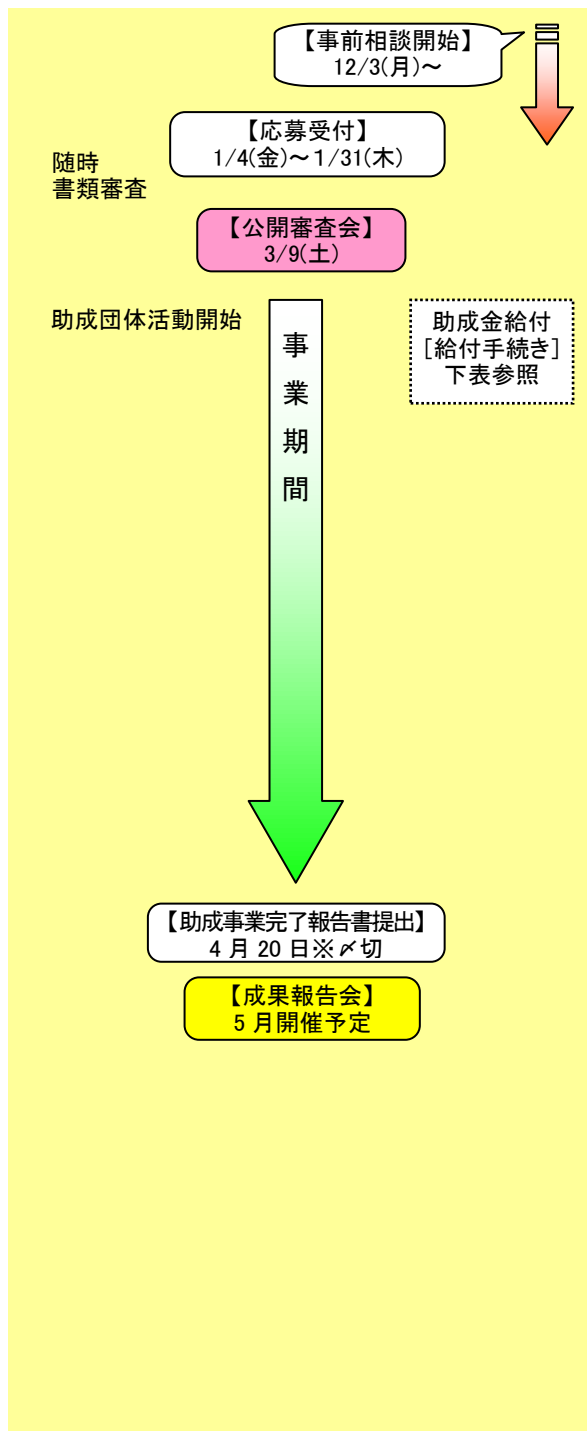 【事前相談開始】
12/3(月)～
【応募受付】
1/4(金)～1/31(木)
随時
書類審査
【公開審査会】
3/9(土)
助成団体活動開始
助成金給付
[給付手続き]
下表参照
事
業
期
間
【助成事業完了報告書提出】
4月20日※〆切
【成果報告会】
5月開催予定